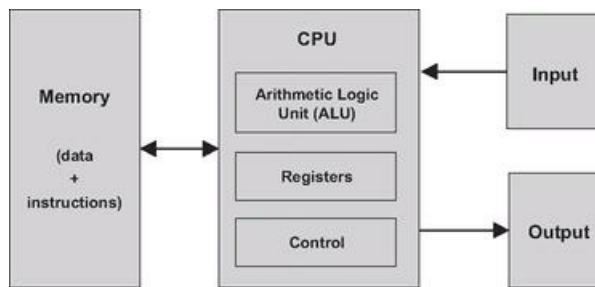 Memory
(data
+
instructions)
CPU
Arithmetic Logic
Unit (ALU)
Registers
Control
Input
Output